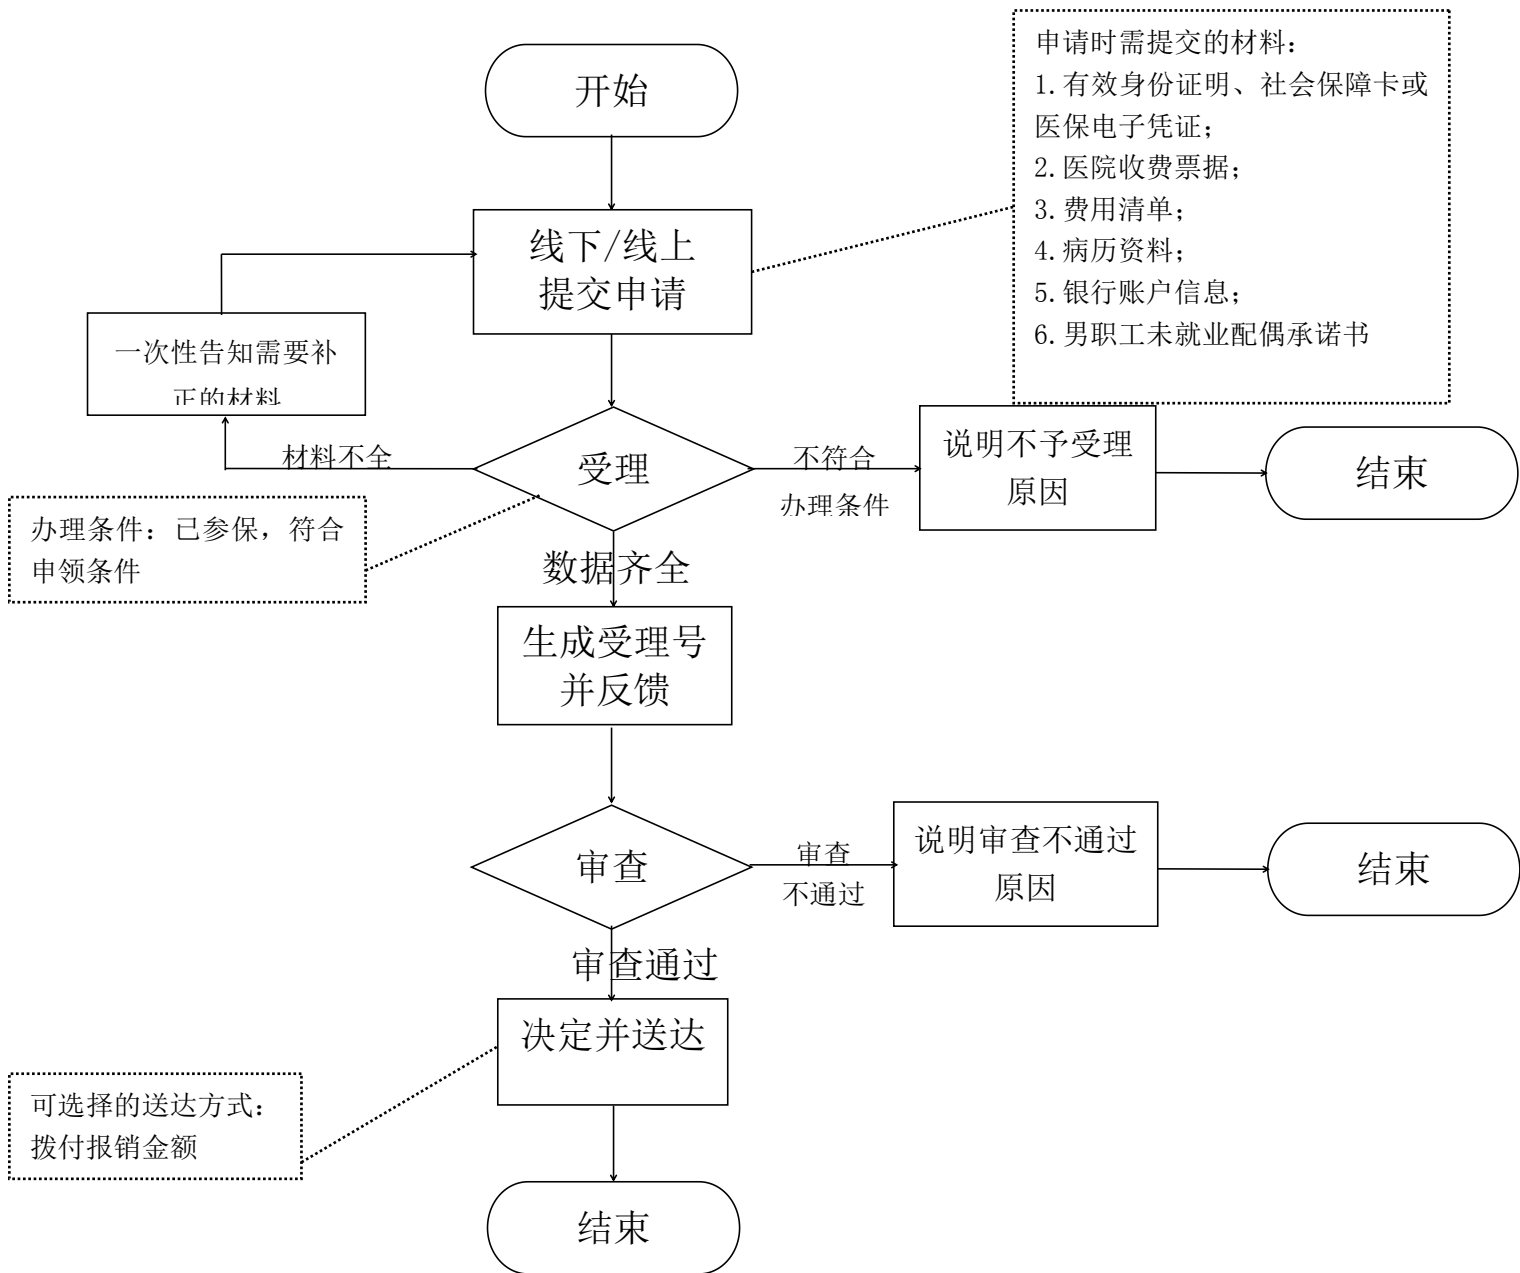 开始
申请时需提交的材料：
1.有效身份证明、社会保障卡或
医保电子凭证；
2.医院收费票据；
3.费用清单；
4.病历资料；
5.银行账户信息；
6.男职工未就业配偶承诺书
线下/线上
提交申请
一次性告知需要补
正的材料
材料不全
受理
不符合
办理条件
说明不予受理
原因
结束
办理条件：已参保，符合
申领条件
数据齐全
生成受理号
并反馈
审查
审查
不通过
说明审查不通过
原因
结束
审查通过
决定并送达
可选择的送达方式：
拨付报销金额
结束